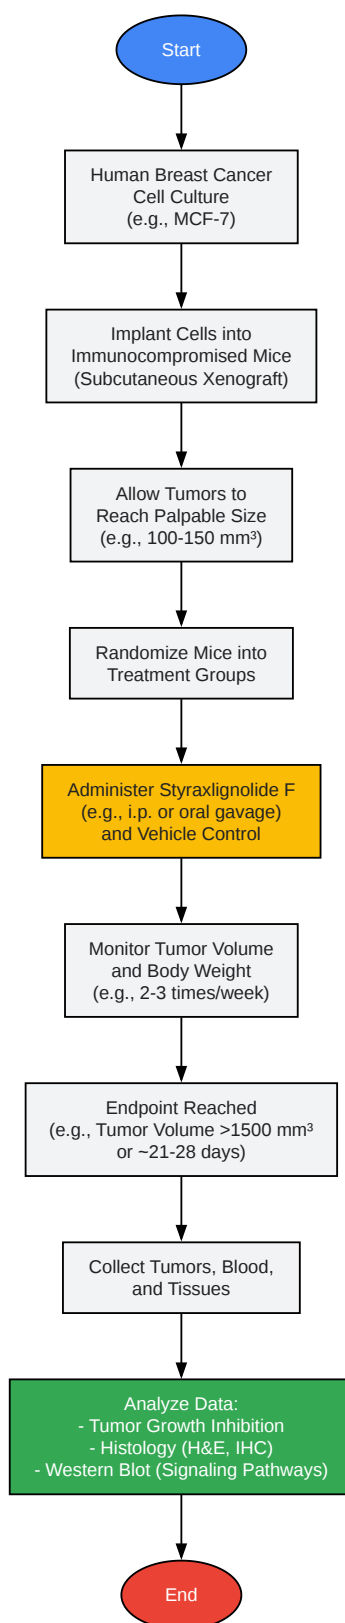 Start
Human Breast Cancer
Cell Culture
(e.g., MCF-7)
Implant Cells into
Immunocompromised Mice
(Subcutaneous Xenograft)
Allow Tumors to
Reach Palpable Size
(e.g., 100-150 mm³)
Randomize Mice into
Treatment Groups
Administer Styraxlignolide F
(e.g., i.p. or oral gavage)
and Vehicle Control
Monitor Tumor Volume
and Body Weight
(e.g., 2-3 times/week)
Endpoint Reached
(e.g., Tumor Volume >1500 mm³
or ~21-28 days)
Collect Tumors, Blood,
and Tissues
Analyze Data:
- Tumor Growth Inhibition
- Histology (H&E, IHC)
- Western Blot (Signaling Pathways)
End